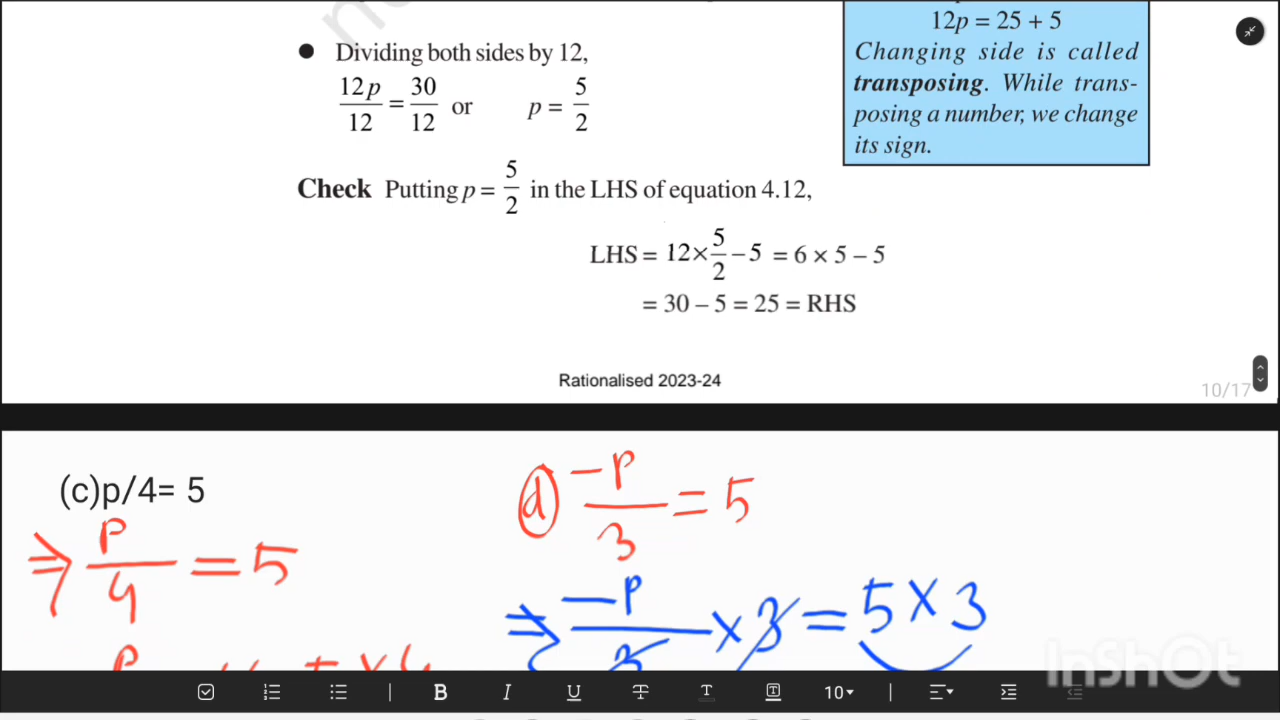 12p = 25 + 5
Changing side is called
transposing. While trans-
posing a number, we change
its sign.
● Dividing both sides by 12,
12p/12 = 30/12 or p = 5/2
Check Putting p = 5/2 in the LHS of equation 4.12,
LHS = 12 × 5/2 – 5 = 6 × 5 – 5
= 30 – 5 = 25 = RHS
Rationalised 2023-24
10/17
(c)p/4= 5
⇒ p/4 = 5
(d) -p/3 = 5
⇒ -p/3 × 3 = 5 × 3
InShOt
B I U T T 10